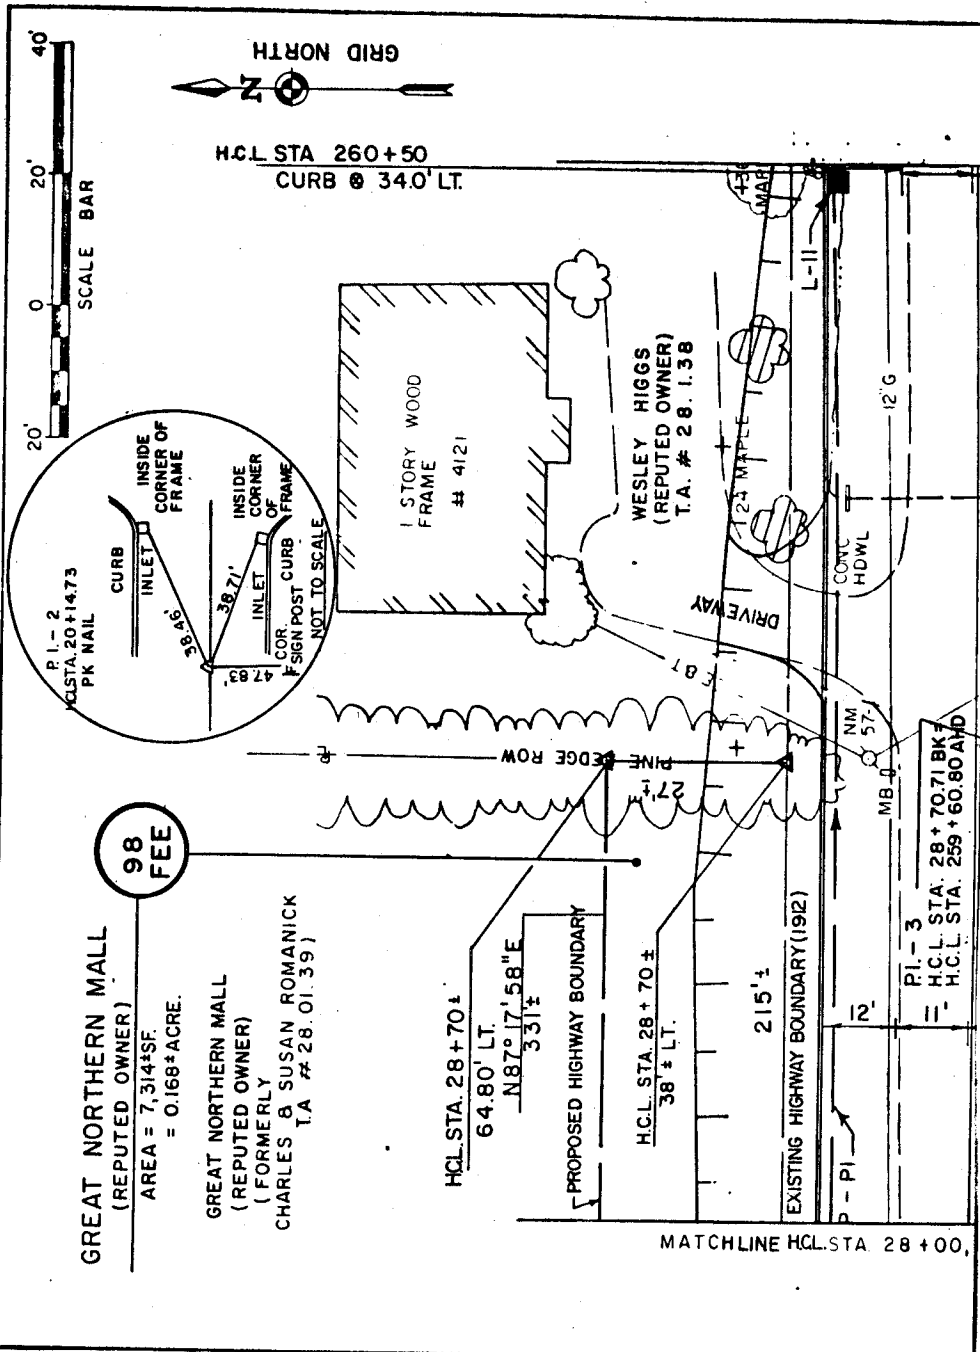 GRID NORTH
N
40'
20'
0
20'
SCALE BAR
H.C.L. STA 260+50
CURB @ 34.0' LT.
P.I.- 2
HCLSTA. 20+14.73
PK NAIL
CURB
INLET
INSIDE
CORNER OF
FRAME
38.46'
38.71'
47.83'
INSIDE
CORNER
OF
FRAME
INLET
CURB
COR.
SIGN POST
NOT TO SCALE
1 STORY WOOD
FRAME
# 4121
WESLEY HIGGS
(REPUTED OWNER)
T.A. # 28. 1.38
24 MAPLE
MAP
L-11
12"G
CONC
HDWL
DRIVEWAY
NM
57-
MB
PINE
ROW
27'±
98
FEE
GREAT NORTHERN MALL
(REPUTED OWNER)
AREA = 7,314±SF.
= 0.168± ACRE.
GREAT NORTHERN MALL
(REPUTED OWNER)
(FORMERLY
CHARLES & SUSAN ROMANICK
T.A # 28.01.39)
HCL.STA. 28+70±
64.80' LT.
N87° 17' 58"E
331'±
PROPOSED HIGHWAY BOUNDARY
H.C.L. STA. 28+70±
38'± LT.
215'±
EXISTING HIGHWAY BOUNDARY(1912)
12'
11'
P.I.- 3
H.C.L. STA. 28+70.71 BK=
H.C.L. STA. 259+60.80 AHD
P - PI
MATCHLINE H.C.L. STA. 28+00,